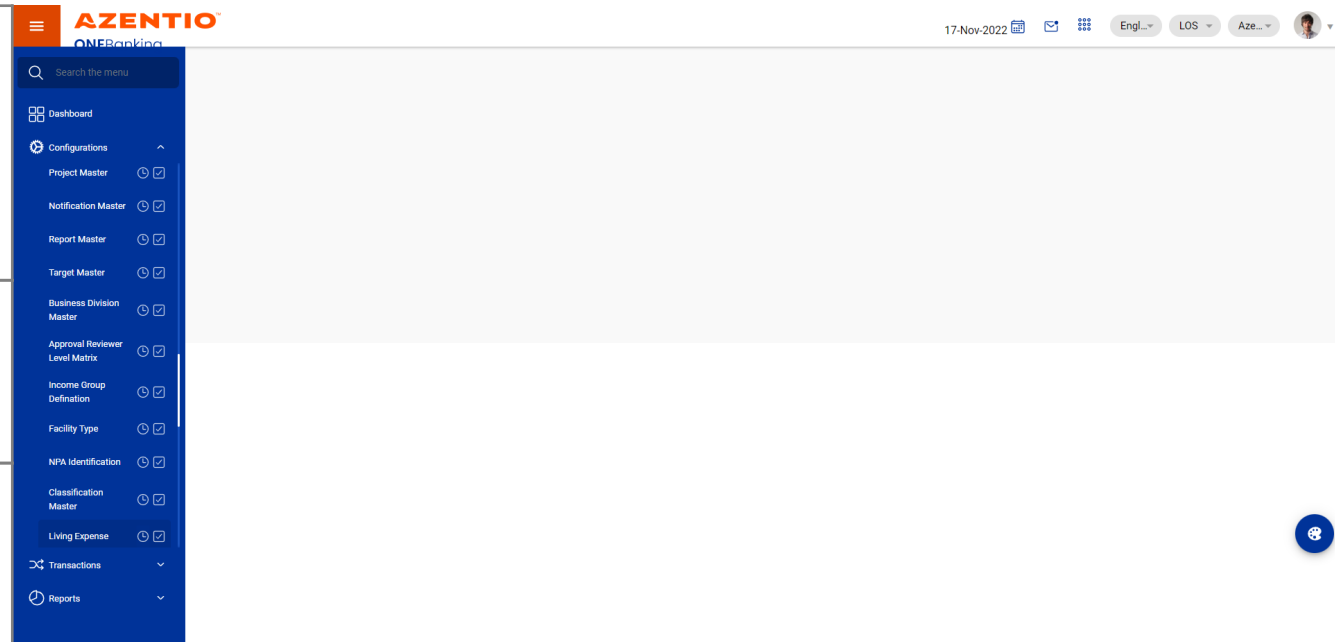 AZENTIO
ONEBanking
17-Nov-2022
Engl...
LOS
Aze...
Search the menu
Dashboard
Configurations
Project Master
Notification Master
Report Master
Target Master
Business Division
Master
Approval Reviewer
Level Matrix
Income Group
Defination
Facility Type
NPA Identification
Classification
Master
Living Expense
Transactions
Reports